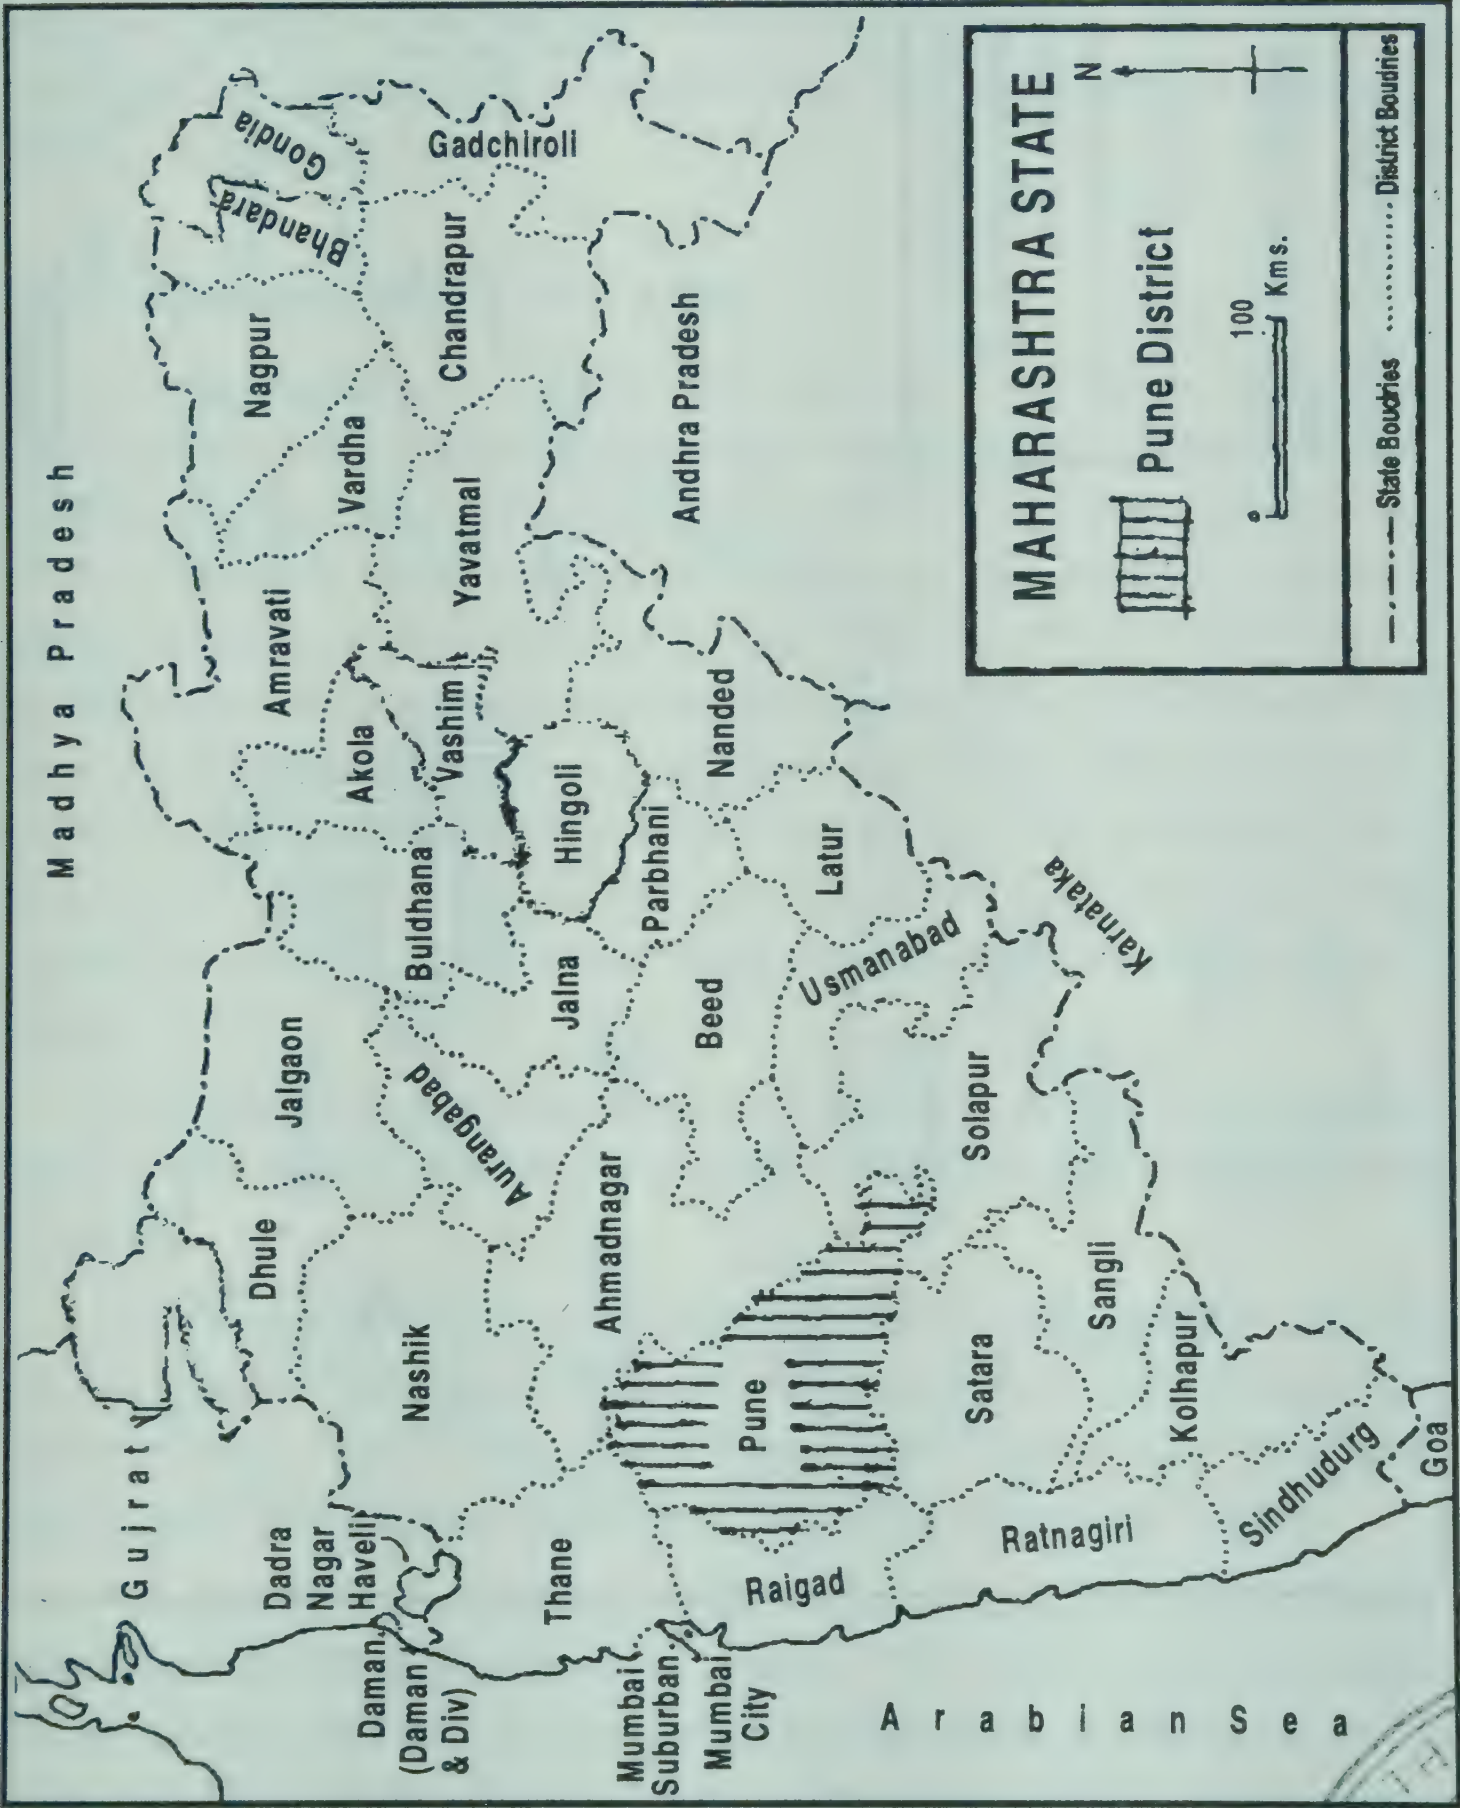 Madhya Pradesh
Gujrat
Gondia
Bhandara
Nagpur
Gadchiroli
Chandrapur
Vardha
Amravati
Yavatmal
Akola
Vashim
Buldhana
Jalgaon
Dhule
Nashik
Aurangabad
Jalna
Hingoli
Parbhani
Nanded
Andhra Pradesh
Latur
Beed
Usmanabad
Ahmadnagar
Solapur
Karnataka
Dadra
Nagar
Haveli
Daman
(Daman
& Div)
Thane
Mumbai
Suburban
Mumbai
City
Pune
Raigad
Satara
Sangli
Kolhapur
Ratnagiri
Sindhudurg
Goa
Arabian Sea
MAHARASHTRA STATE
N
Pune District
0 100
Kms.
State Boudries District Boudries